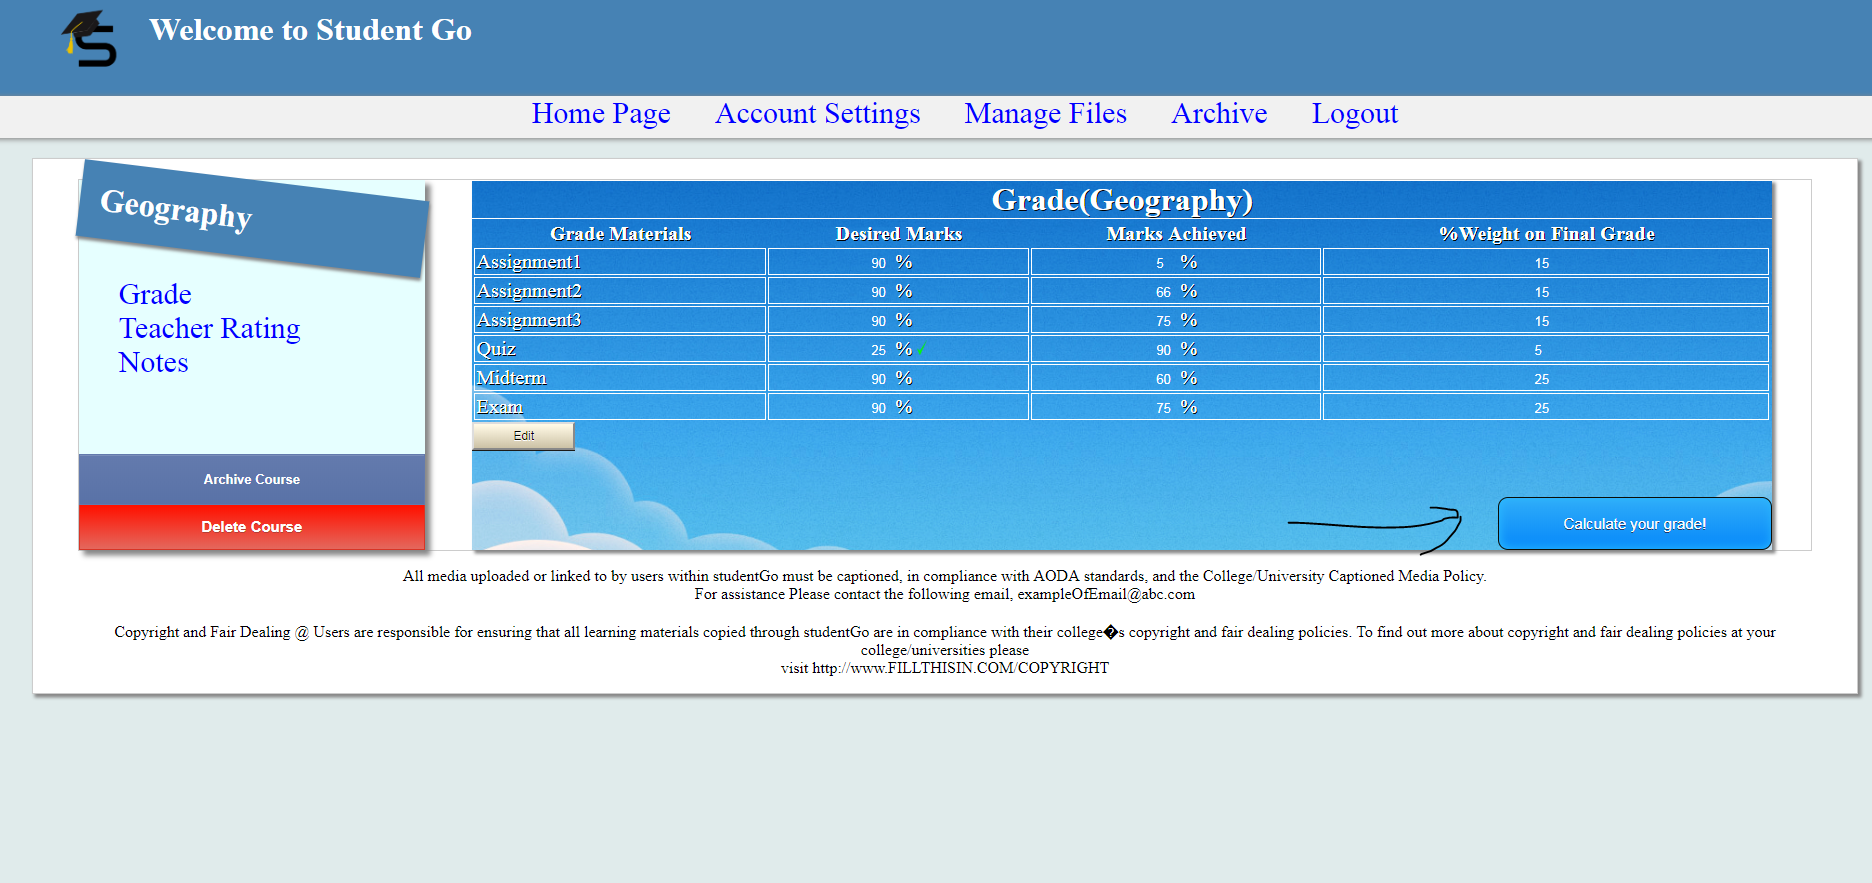 S
Welcome to Student Go
Home Page Account Settings Manage Files Archive Logout
Geography
Grade
Teacher Rating
Notes
Archive Course
Delete Course
Grade(Geography)
Grade Materials Desired Marks Marks Achieved %Weight on Final Grade
Assignment1 90 % 5 % 15
Assignment2 90 % 66 % 15
Assignment3 90 % 75 % 15
Quiz 25 % ✓ 90 % 5
Midterm 90 % 60 % 25
Exam 90 % 75 % 25
Edit
Calculate your grade!
All media uploaded or linked to by users within studentGo must be captioned, in compliance with AODA standards, and the College/University Captioned Media Policy.
For assistance Please contact the following email, exampleOfEmail@abc.com
Copyright and Fair Dealing @ Users are responsible for ensuring that all learning materials copied through studentGo are in compliance with their college�s copyright and fair dealing policies. To find out more about copyright and fair dealing policies at your
college/universities please
visit http://www.FILLTHISIN.COM/COPYRIGHT